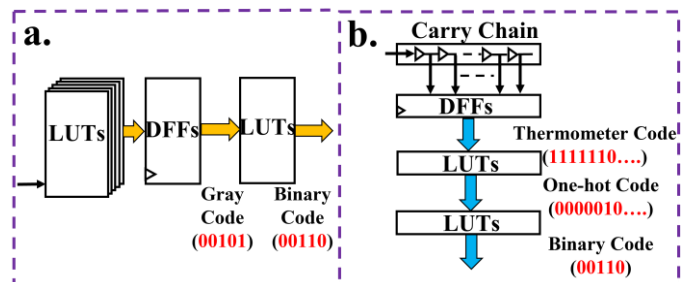 a.
LUTs
DFFs
LUTs
Gray
Code
(00101)
Binary
Code
(00110)
b.
Carry Chain
DFFs
Thermometer Code
(1111110....)
LUTs
One-hot Code
(0000010....)
LUTs
Binary Code
(00110)